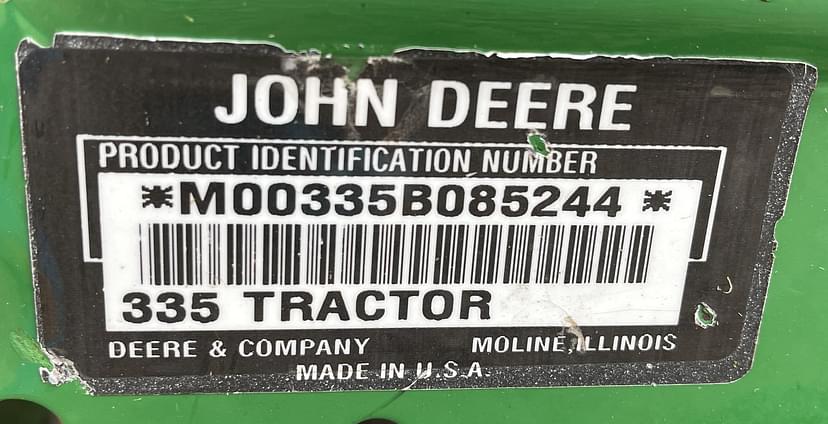 JOHN DEERE
PRODUCT IDENTIFICATION NUMBER
*M00335B085244*
335 TRACTOR
DEERE & COMPANY MOLINE, ILLINOIS
MADE IN U.S.A.